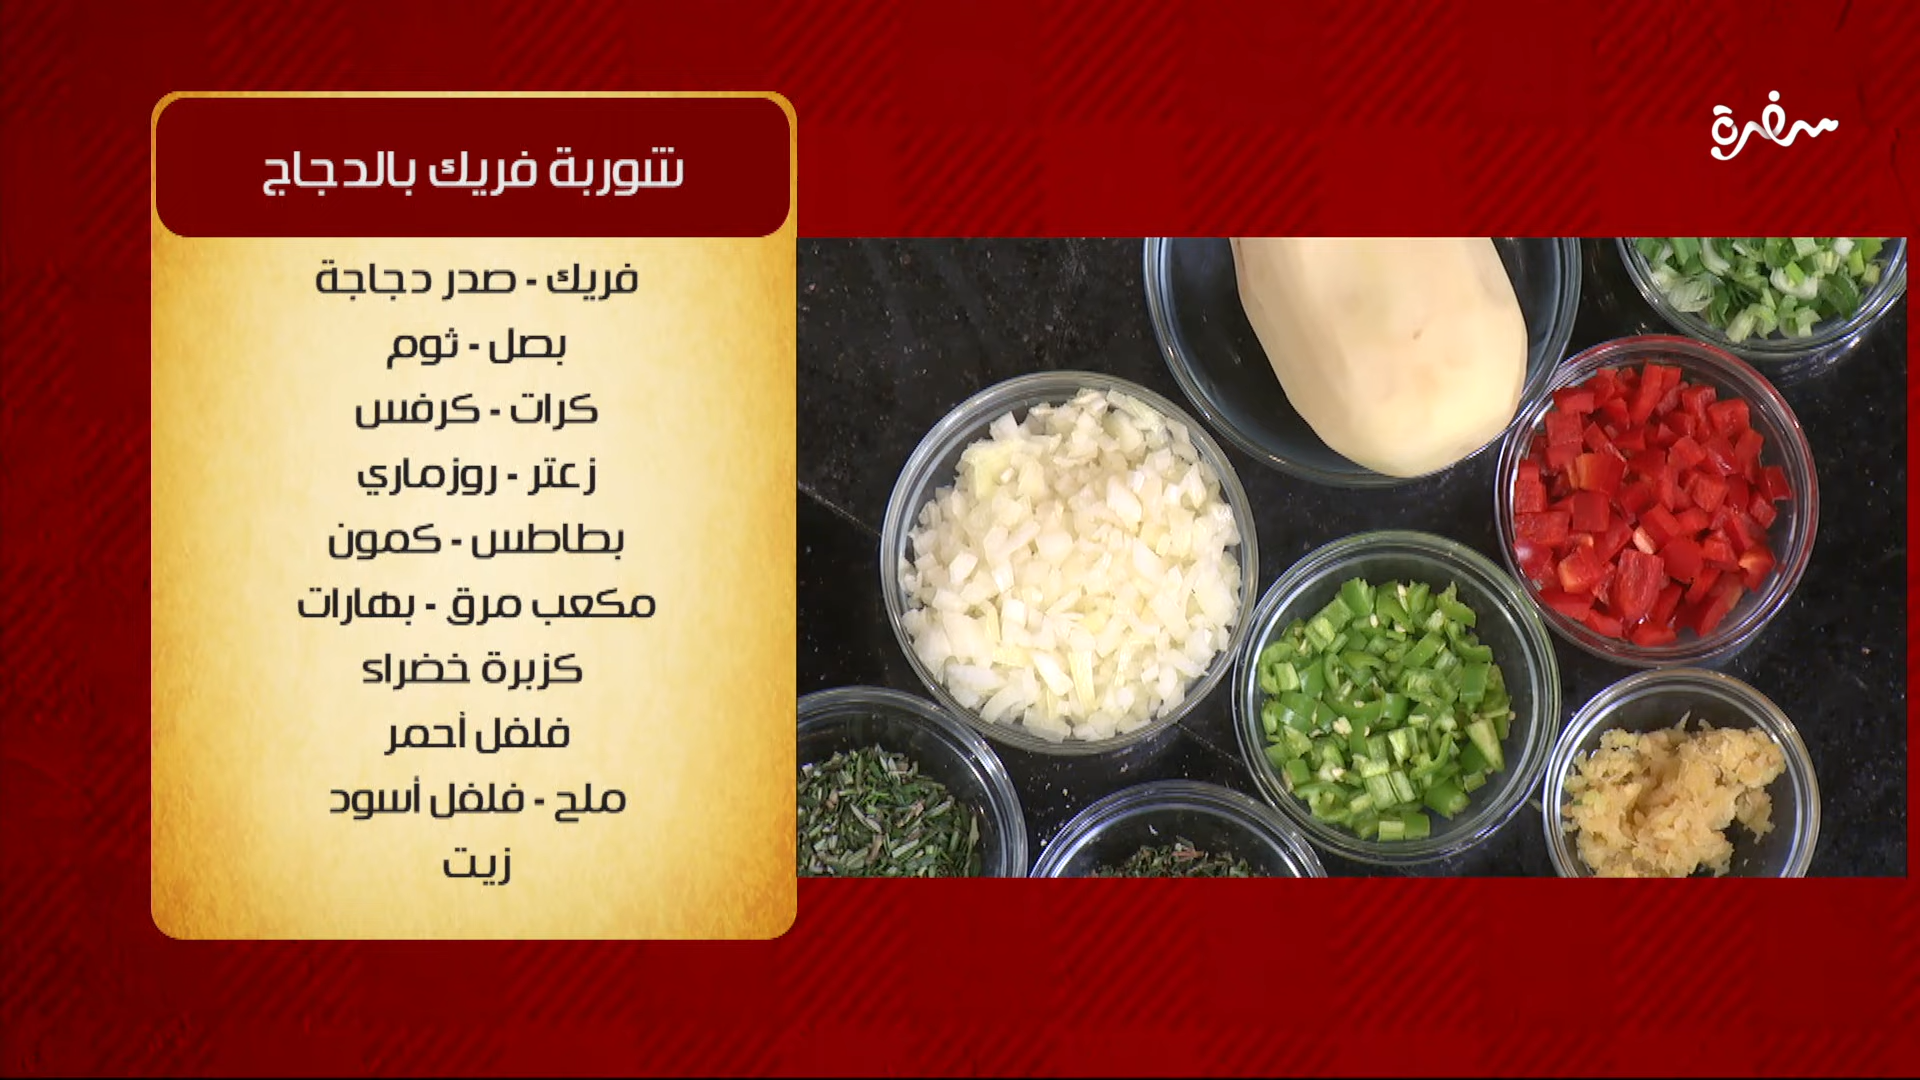 سفرة
شوربة فريك بالدجاج
فريك - صدر دجاجة
بصل - ثوم
كرات - كرفس
زعتر - روزماري
بطاطس - كمون
مكعب مرق - بهارات
كزبرة خضراء
فلفل أحمر
ملح - فلفل أسود
زيت